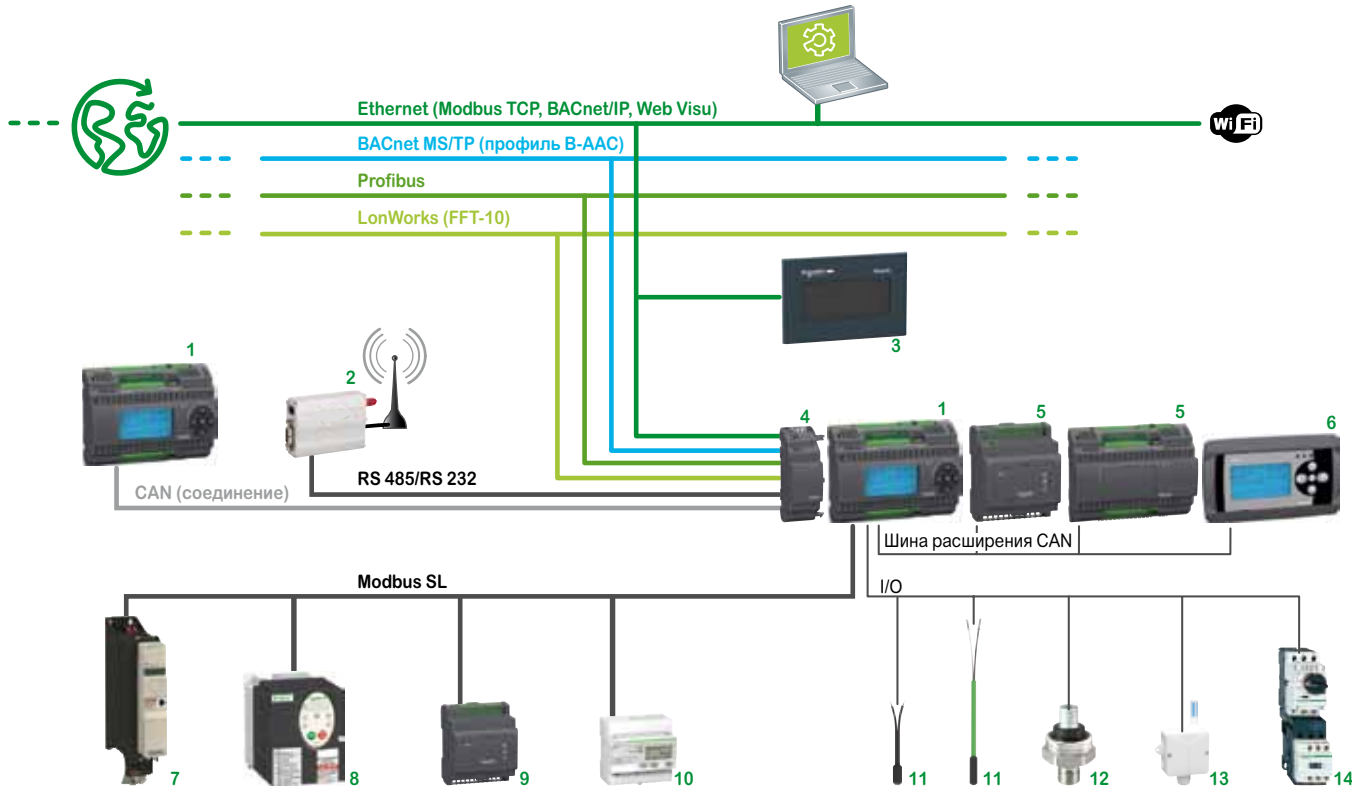 Ethernet (Modbus TCP, BACnet/IP, Web Visu)
Wi Fi
BACnet MS/TP (профиль B-AAC)
Profibus
LonWorks (FFT-10)
3
1
2
4
1
5
5
6
RS 485/RS 232
CAN (соединение)
Шина расширения CAN
Modbus SL
I/O
7
8
9
10
11
11
12
13
14